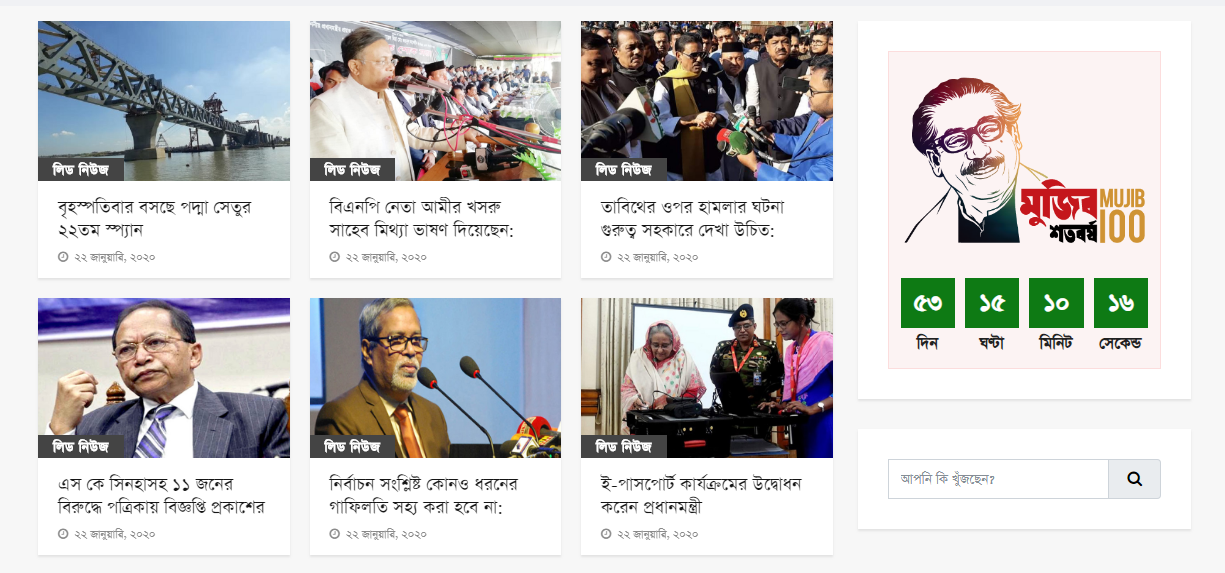 লিড নিউজ
বৃহস্পতিবার বসছে পদ্মা সেতুর
২২তম স্প্যান
২২ জানুয়ারি, ২০২০
লিড নিউজ
বিএনপি নেতা আমীর খসরু
সাহেব মিথ্যা ভাষণ দিয়েছেন:
২২ জানুয়ারি, ২০২০
লিড নিউজ
তাবিথের ওপর হামলার ঘটনা
গুরুত্ব সহকারে দেখা উচিত:
২২ জানুয়ারি, ২০২০
লিড নিউজ
এস কে সিনহাসহ ১১ জনের
বিরুদ্ধে পত্রিকায় বিজ্ঞপ্তি প্রকাশের
২২ জানুয়ারি, ২০২০
লিড নিউজ
নির্বাচন সংশ্লিষ্ট কোনও ধরনের
গাফিলতি সহ্য করা হবে না:
২২ জানুয়ারি, ২০২০
লিড নিউজ
ই-পাসপোর্ট কার্যক্রমের উদ্বোধন
করেন প্রধানমন্ত্রী
২২ জানুয়ারি, ২০২০
মুজিব MUJIB
শতবর্ষ 100
৫৩ ১৫ ১০ ১৬
দিন ঘণ্টা মিনিট সেকেন্ড
আপনি কি খুঁজছেন?